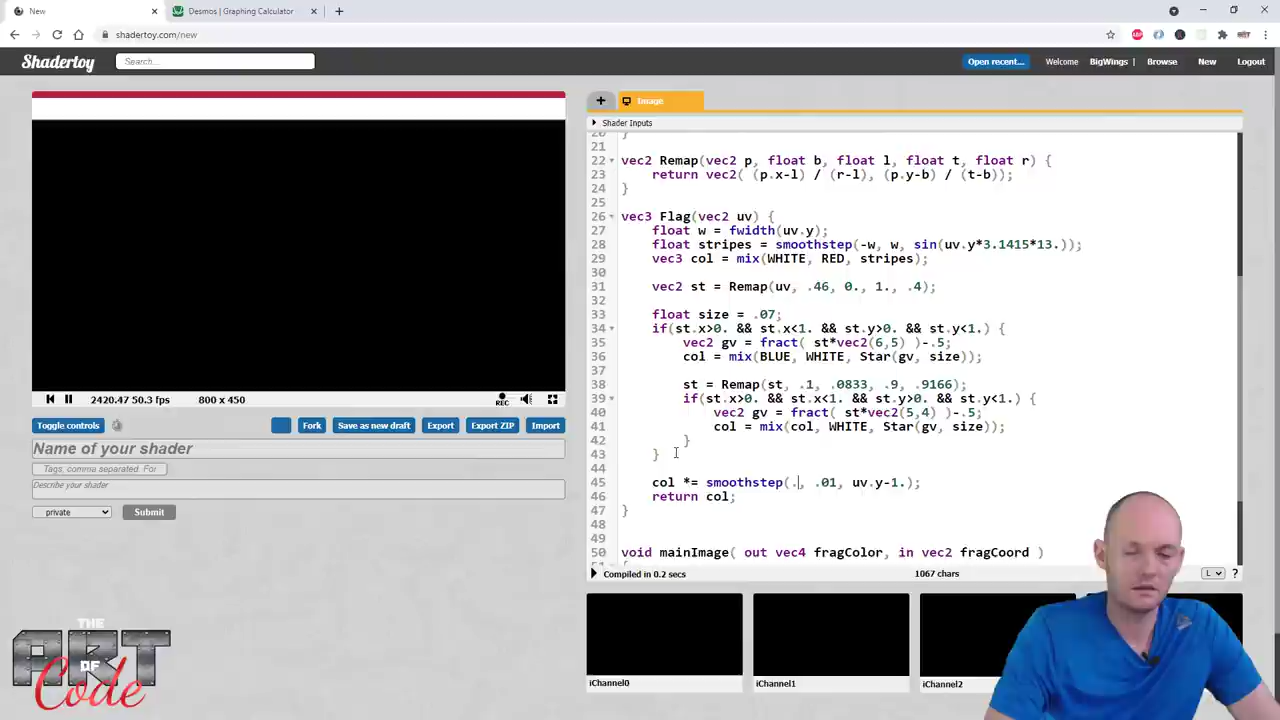 New
Desmos | Graphing Calculator
shadertoy.com/new
Shadertoy
Search...
Open recent...
Welcome
BigWings |
Browse
New
Logout
Image
Shader Inputs
20 }
21
22 vec2 Remap(vec2 p, float b, float l, float t, float r) {
23 return vec2( (p.x-l) / (r-l), (p.y-b) / (t-b));
24 }
25
26 vec3 Flag(vec2 uv) {
27 float w = fwidth(uv.y);
28 float stripes = smoothstep(-w, w, sin(uv.y*3.1415*13.));
29 vec3 col = mix(WHITE, RED, stripes);
30
31 vec2 st = Remap(uv, .46, 0., 1., .4);
32
33 float size = .07;
34 if(st.x>0. && st.x<1. && st.y>0. && st.y<1.) {
35 vec2 gv = fract( st*vec2(6,5) )-.5;
36 col = mix(BLUE, WHITE, Star(gv, size));
37
38 st = Remap(st, .1, .0833, .9, .9166);
39 if(st.x>0. && st.x<1. && st.y>0. && st.y<1.) {
40 vec2 gv = fract( st*vec2(5,4) )-.5;
41 col = mix(col, WHITE, Star(gv, size));
42 }
43 }
44
45 col *= smoothstep(., .01, uv.y-1.);
46 return col;
47 }
48
49
50 void mainImage( out vec4 fragColor, in vec2 fragCoord )
Compiled in 0.2 secs
1067 chars
L
?
2420.47 50.3 fps
800 x 450
REC
Toggle controls
Fork
Save as new draft
Export
Export ZIP
Import
Name of your shader
Tags, comma separated. For
Describe your shader
private
Submit
iChannel0
iChannel1
iChannel2
THE
ART
OF
Code